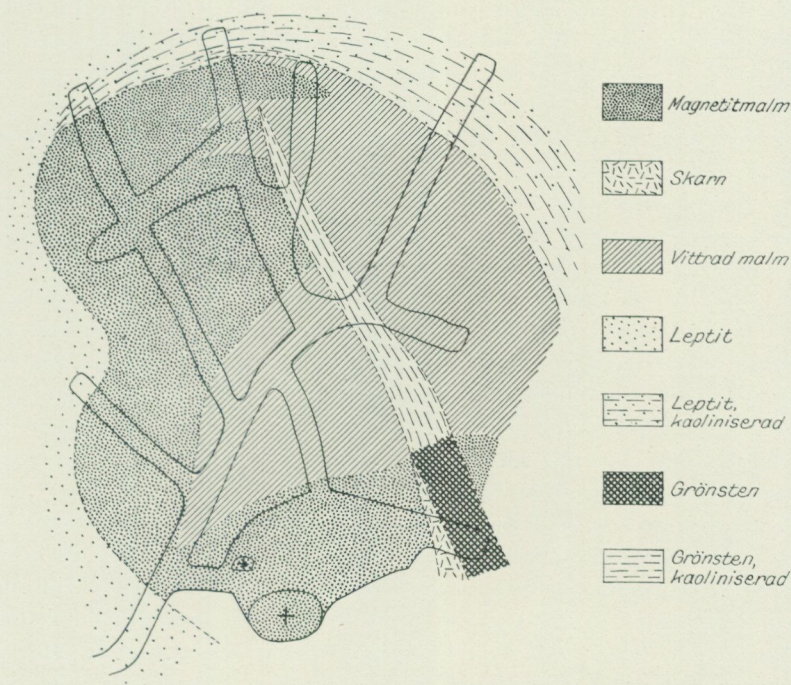 Magnetitmalm
Skarn
Vittrad malm
Leptit
Leptit,
kaoliniserad
Grönsten
Grönsten,
kaoliniserad